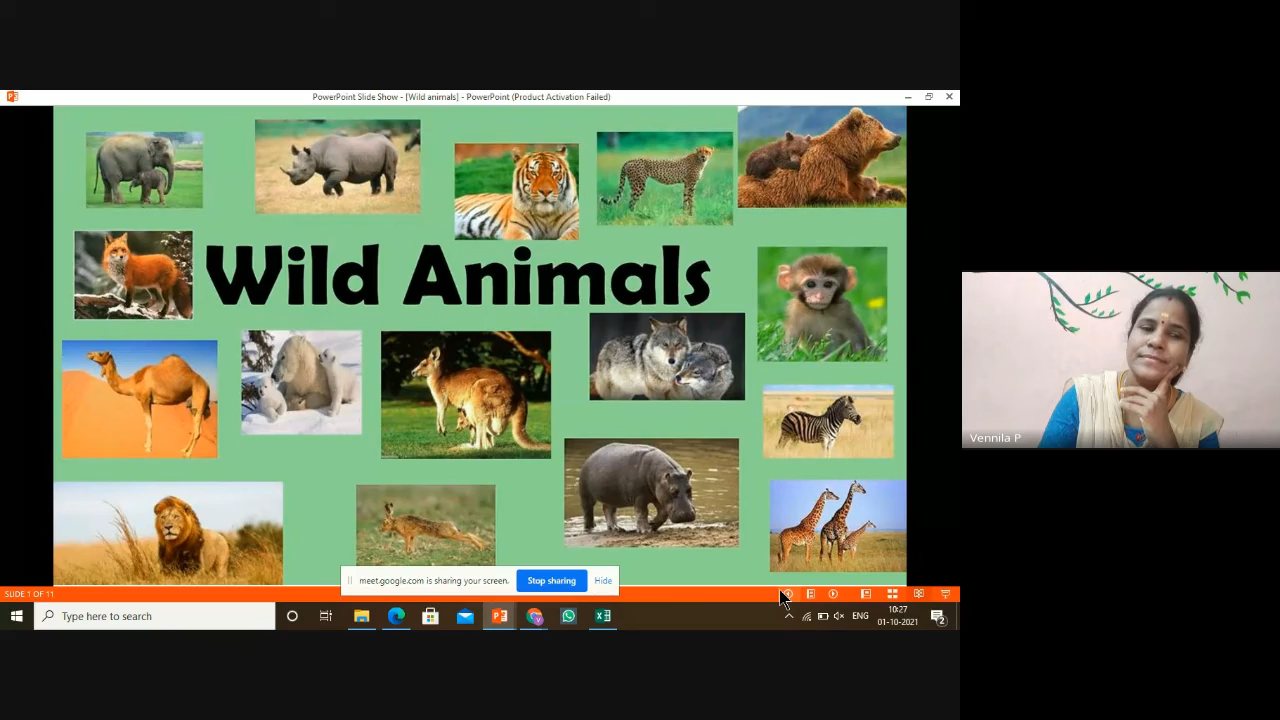 PowerPoint Slide Show - [Wild animals] - PowerPoint (Product Activation Failed)
Wild Animals
Vennila P
meet.google.com is sharing your screen.
Stop sharing
Hide
SLIDE 1 OF 11
Type here to search
ENG
10:27
01-10-2021
2